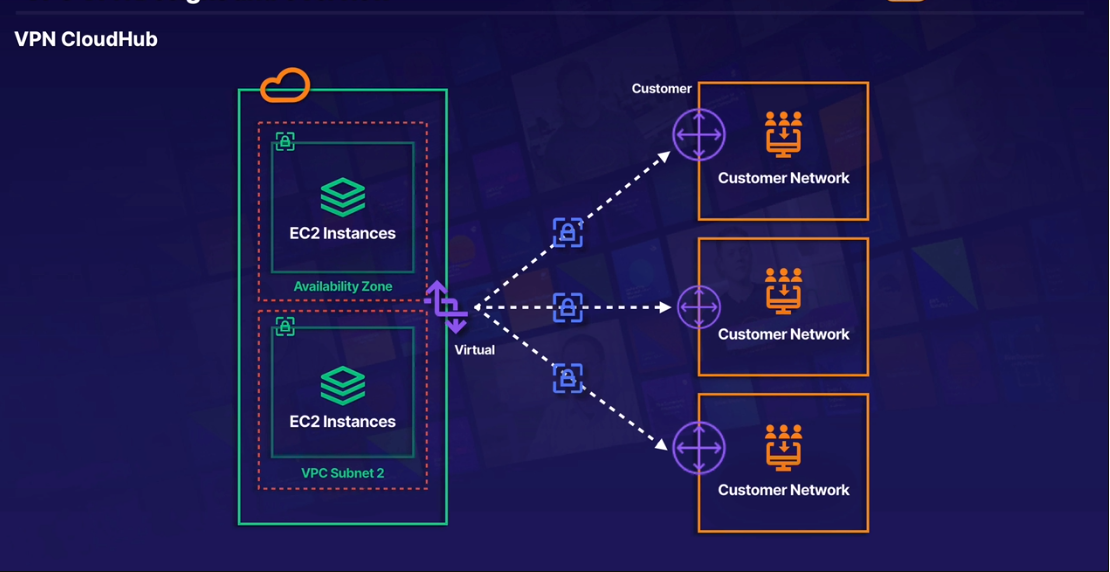 VPN CloudHub
Customer
Customer Network
EC2 Instances
Availability Zone
Customer Network
Virtual
EC2 Instances
VPC Subnet 2
Customer Network